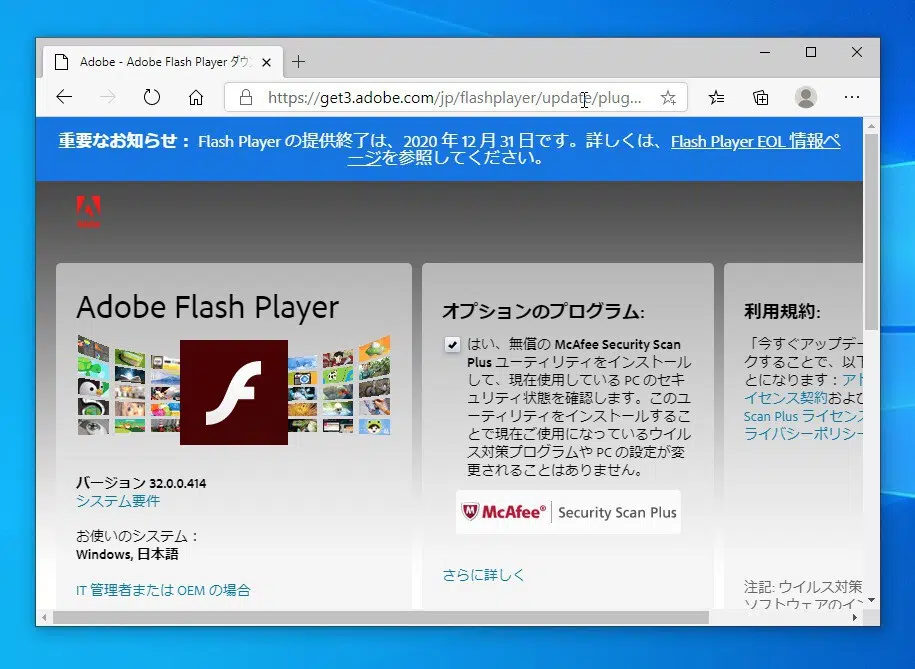 Adobe - Adobe Flash Player ダウ
https://get3.adobe.com/jp/flashplayer/update/plug...
重要なお知らせ： Flash Player の提供終了は、2020 年 12 月 31 日です。詳しくは、Flash Player EOL 情報ペ
ージを参照してください。
Adobe
Adobe Flash Player
バージョン 32.0.0.414
システム要件
お使いのシステム：
Windows, 日本語
IT 管理者または OEM の場合
オプションのプログラム:
はい、無償の McAfee Security Scan
Plus ユーティリティをインストール
して、現在使用している PC のセキ
ュリティ状態を確認します。このユ
ーティリティをインストールするこ
とで現在ご使用になっているウイル
ス対策プログラムや PC の設定が変
更されることはありません。
McAfee® Security Scan Plus
さらに詳しく
利用規約:
「今すぐアップデー
クすることで、以下
とになります：アド
イセンス契約および
Scan Plus ライセンス
ライバシーポリシー
注記: ウイルス対策
ソフトウェアのイン